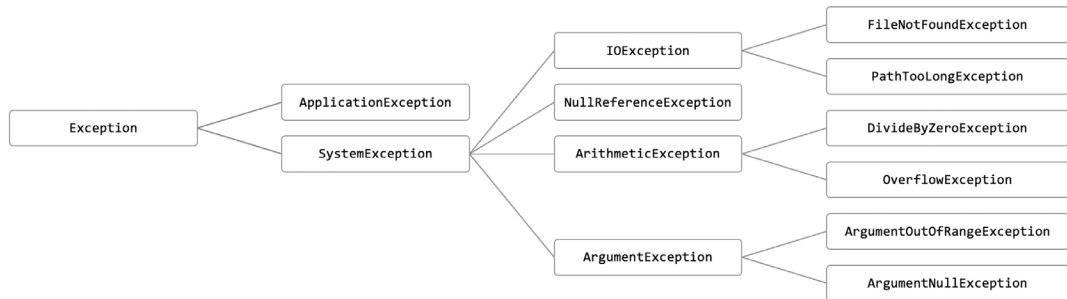 Exception
ApplicationException
SystemException
IOException
NullReferenceException
ArithmeticException
ArgumentException
FileNotFoundException
PathTooLongException
DivideByZeroException
OverflowException
ArgumentOutOfRangeException
ArgumentNullException